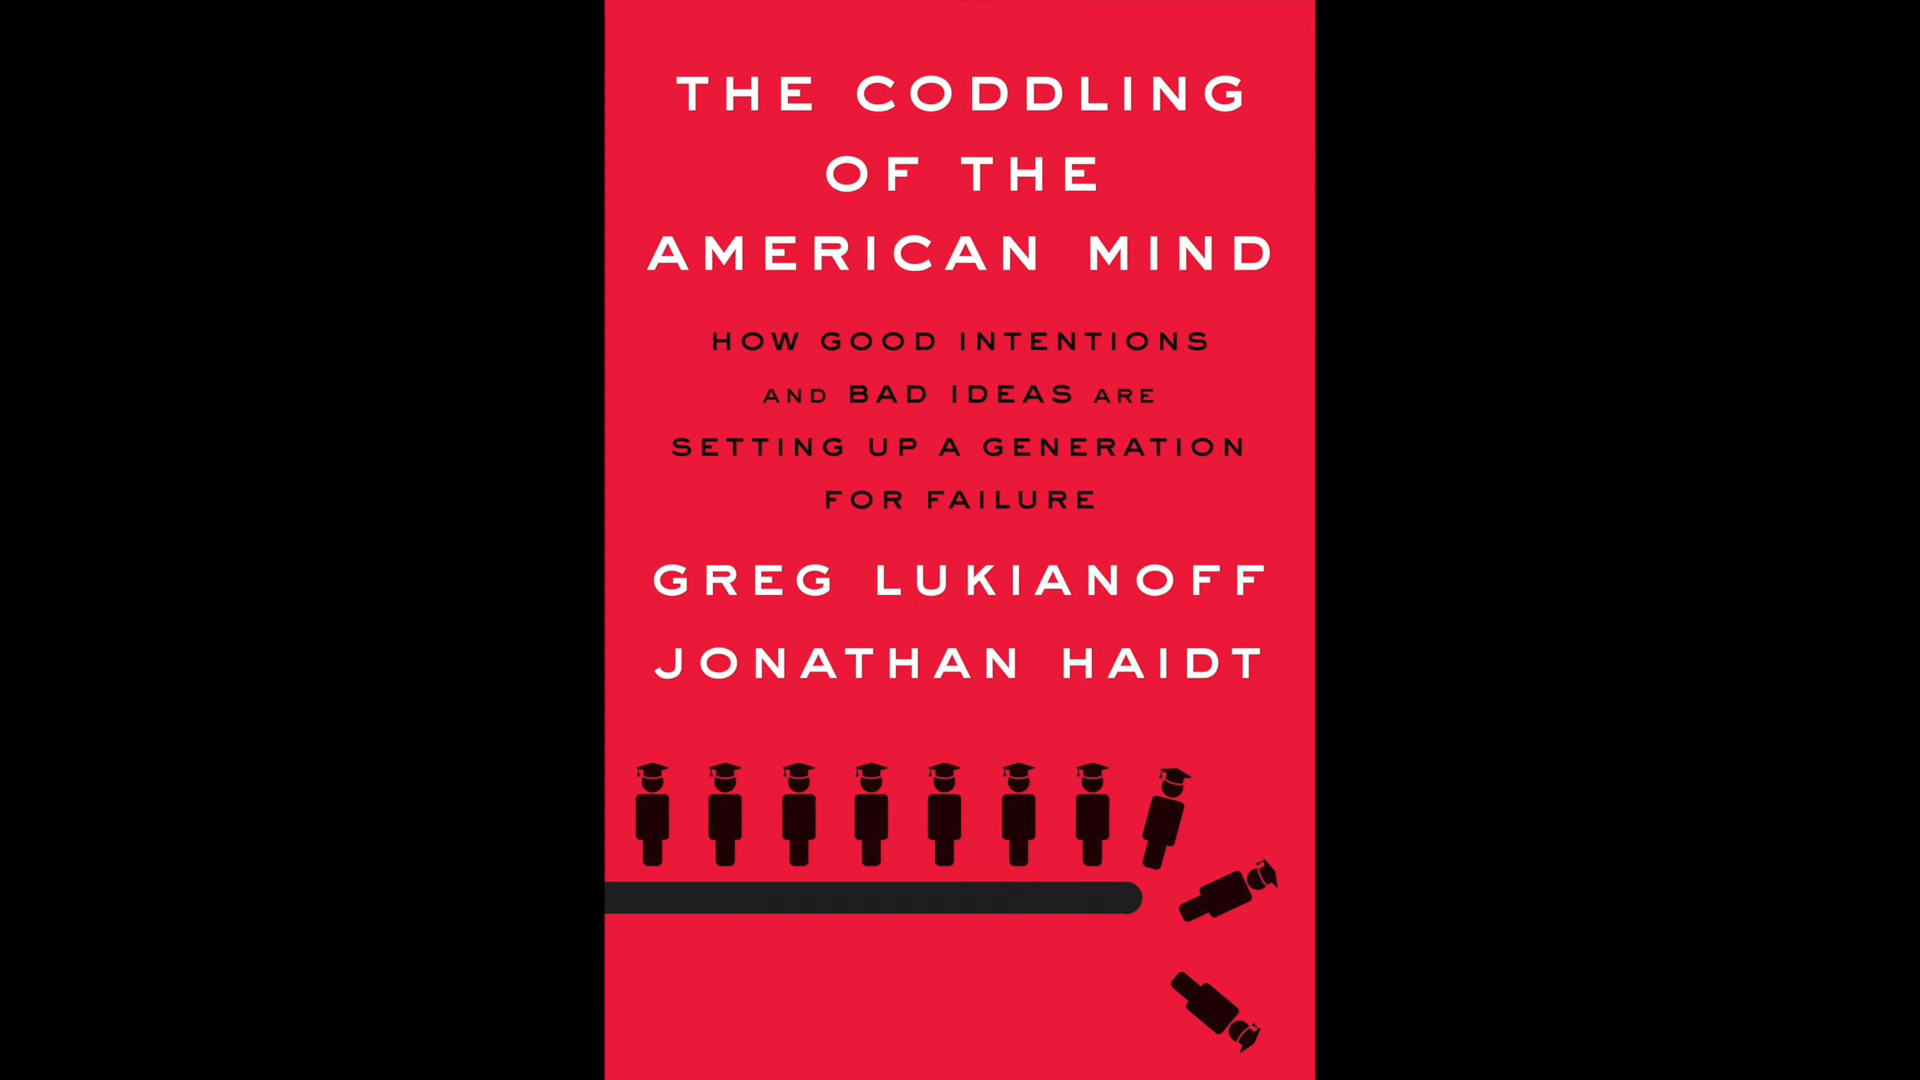 THE CODDLING
OF THE
AMERICAN MIND
HOW GOOD INTENTIONS
AND BAD IDEAS ARE
SETTING UP A GENERATION
FOR FAILURE
GREG LUKIANOFF
JONATHAN HAIDT